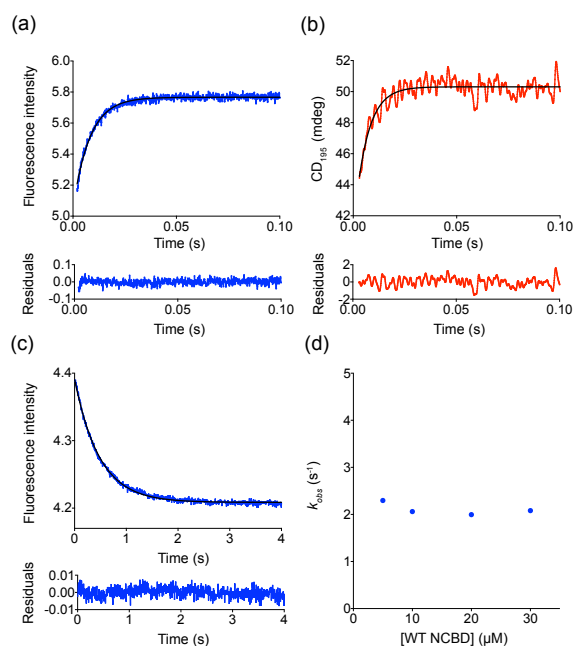 (a)
Fluorescence intensity
6.0
5.8
5.6
5.4
5.2
5.0
0.00 0.05 0.10
Time (s)
Residuals
0.1
0.0
-0.1
0.00 0.05 0.10
Time (s)
(b)
CD195 (mdeg)
52
50
48
46
44
42
0.00 0.05 0.10
Time (s)
Residuals
2
0
-2
0.00 0.05 0.10
Time (s)
(c)
Fluorescence intensity
4.4
4.3
4.2
0 1 2 3 4
Time (s)
Residuals
0.01
0.00
-0.01
0 1 2 3 4
Time (s)
(d)
kobs (s-1)
5
4
3
2
1
0
0 10 20 30
[WT NCBD] (µM)